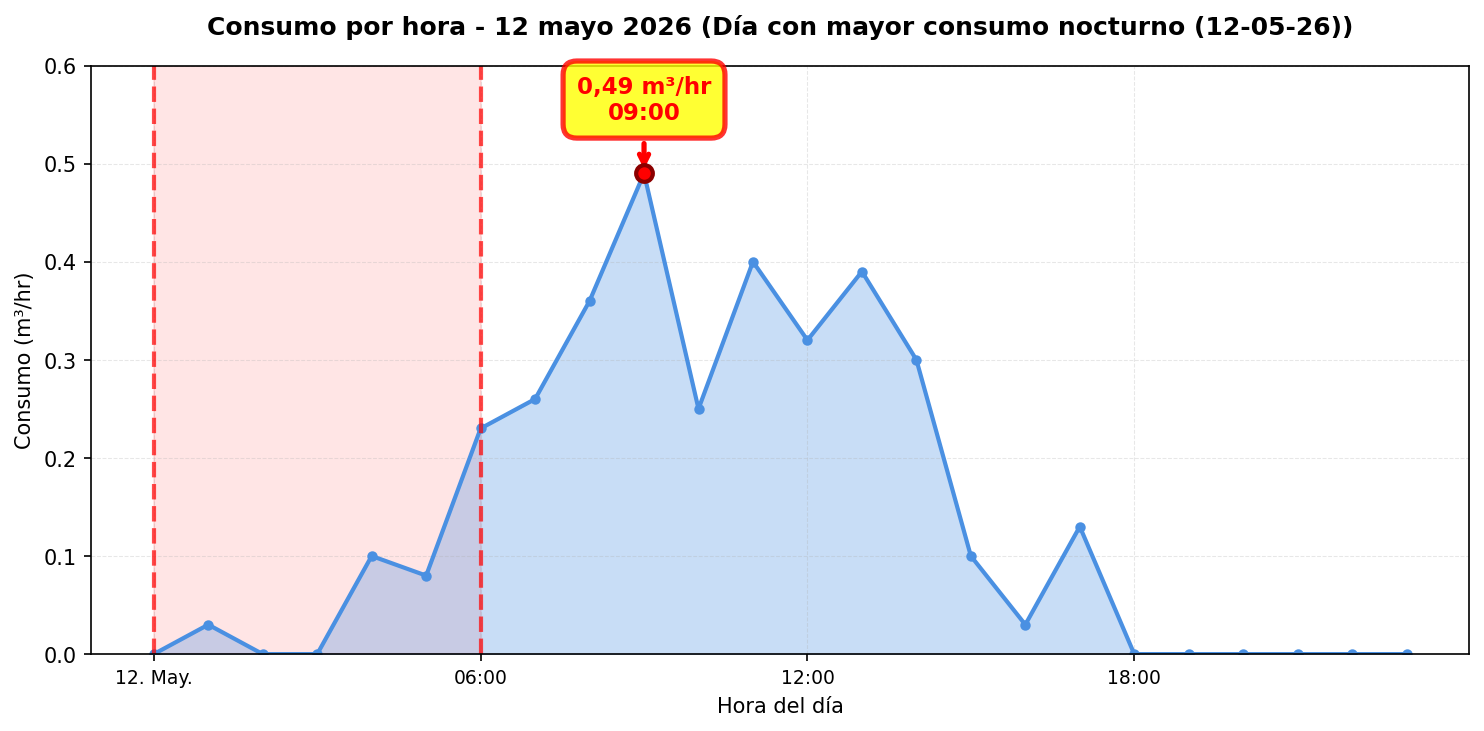 Consumo por hora - 12 mayo 2026 (Día con mayor consumo nocturno (12-05-26))
0,49 m³/hr
09:00
Consumo (m³/hr)
0.6
0.5
0.4
0.3
0.2
0.1
0.0
12. May.
06:00
12:00
18:00
Hora del día